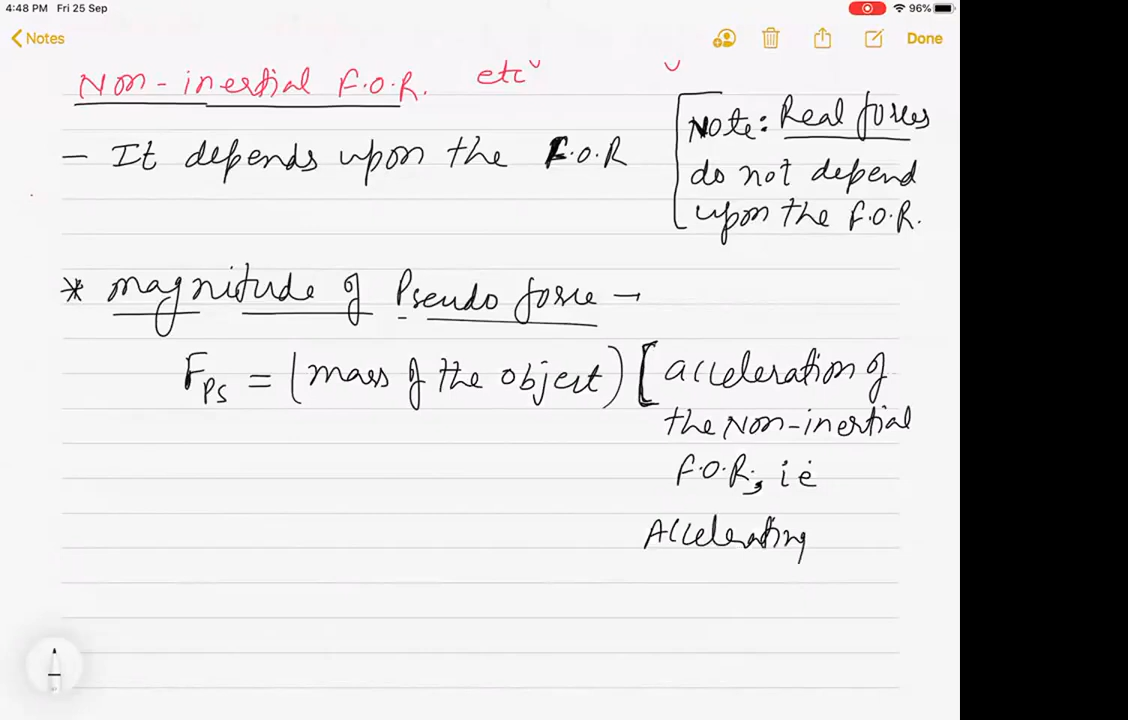 4:48 PM Fri 25 Sep
96%
Notes
Done
Non-inertial F.O.R. etc
- It depends upon the F.O.R
Note: Real forces
do not depend
upon the F.O.R.
* magnitude of Pseudo force →
F_PS = (mass of the object) [acceleration of
the Non-inertial
F.O.R., i.e
Accelerating